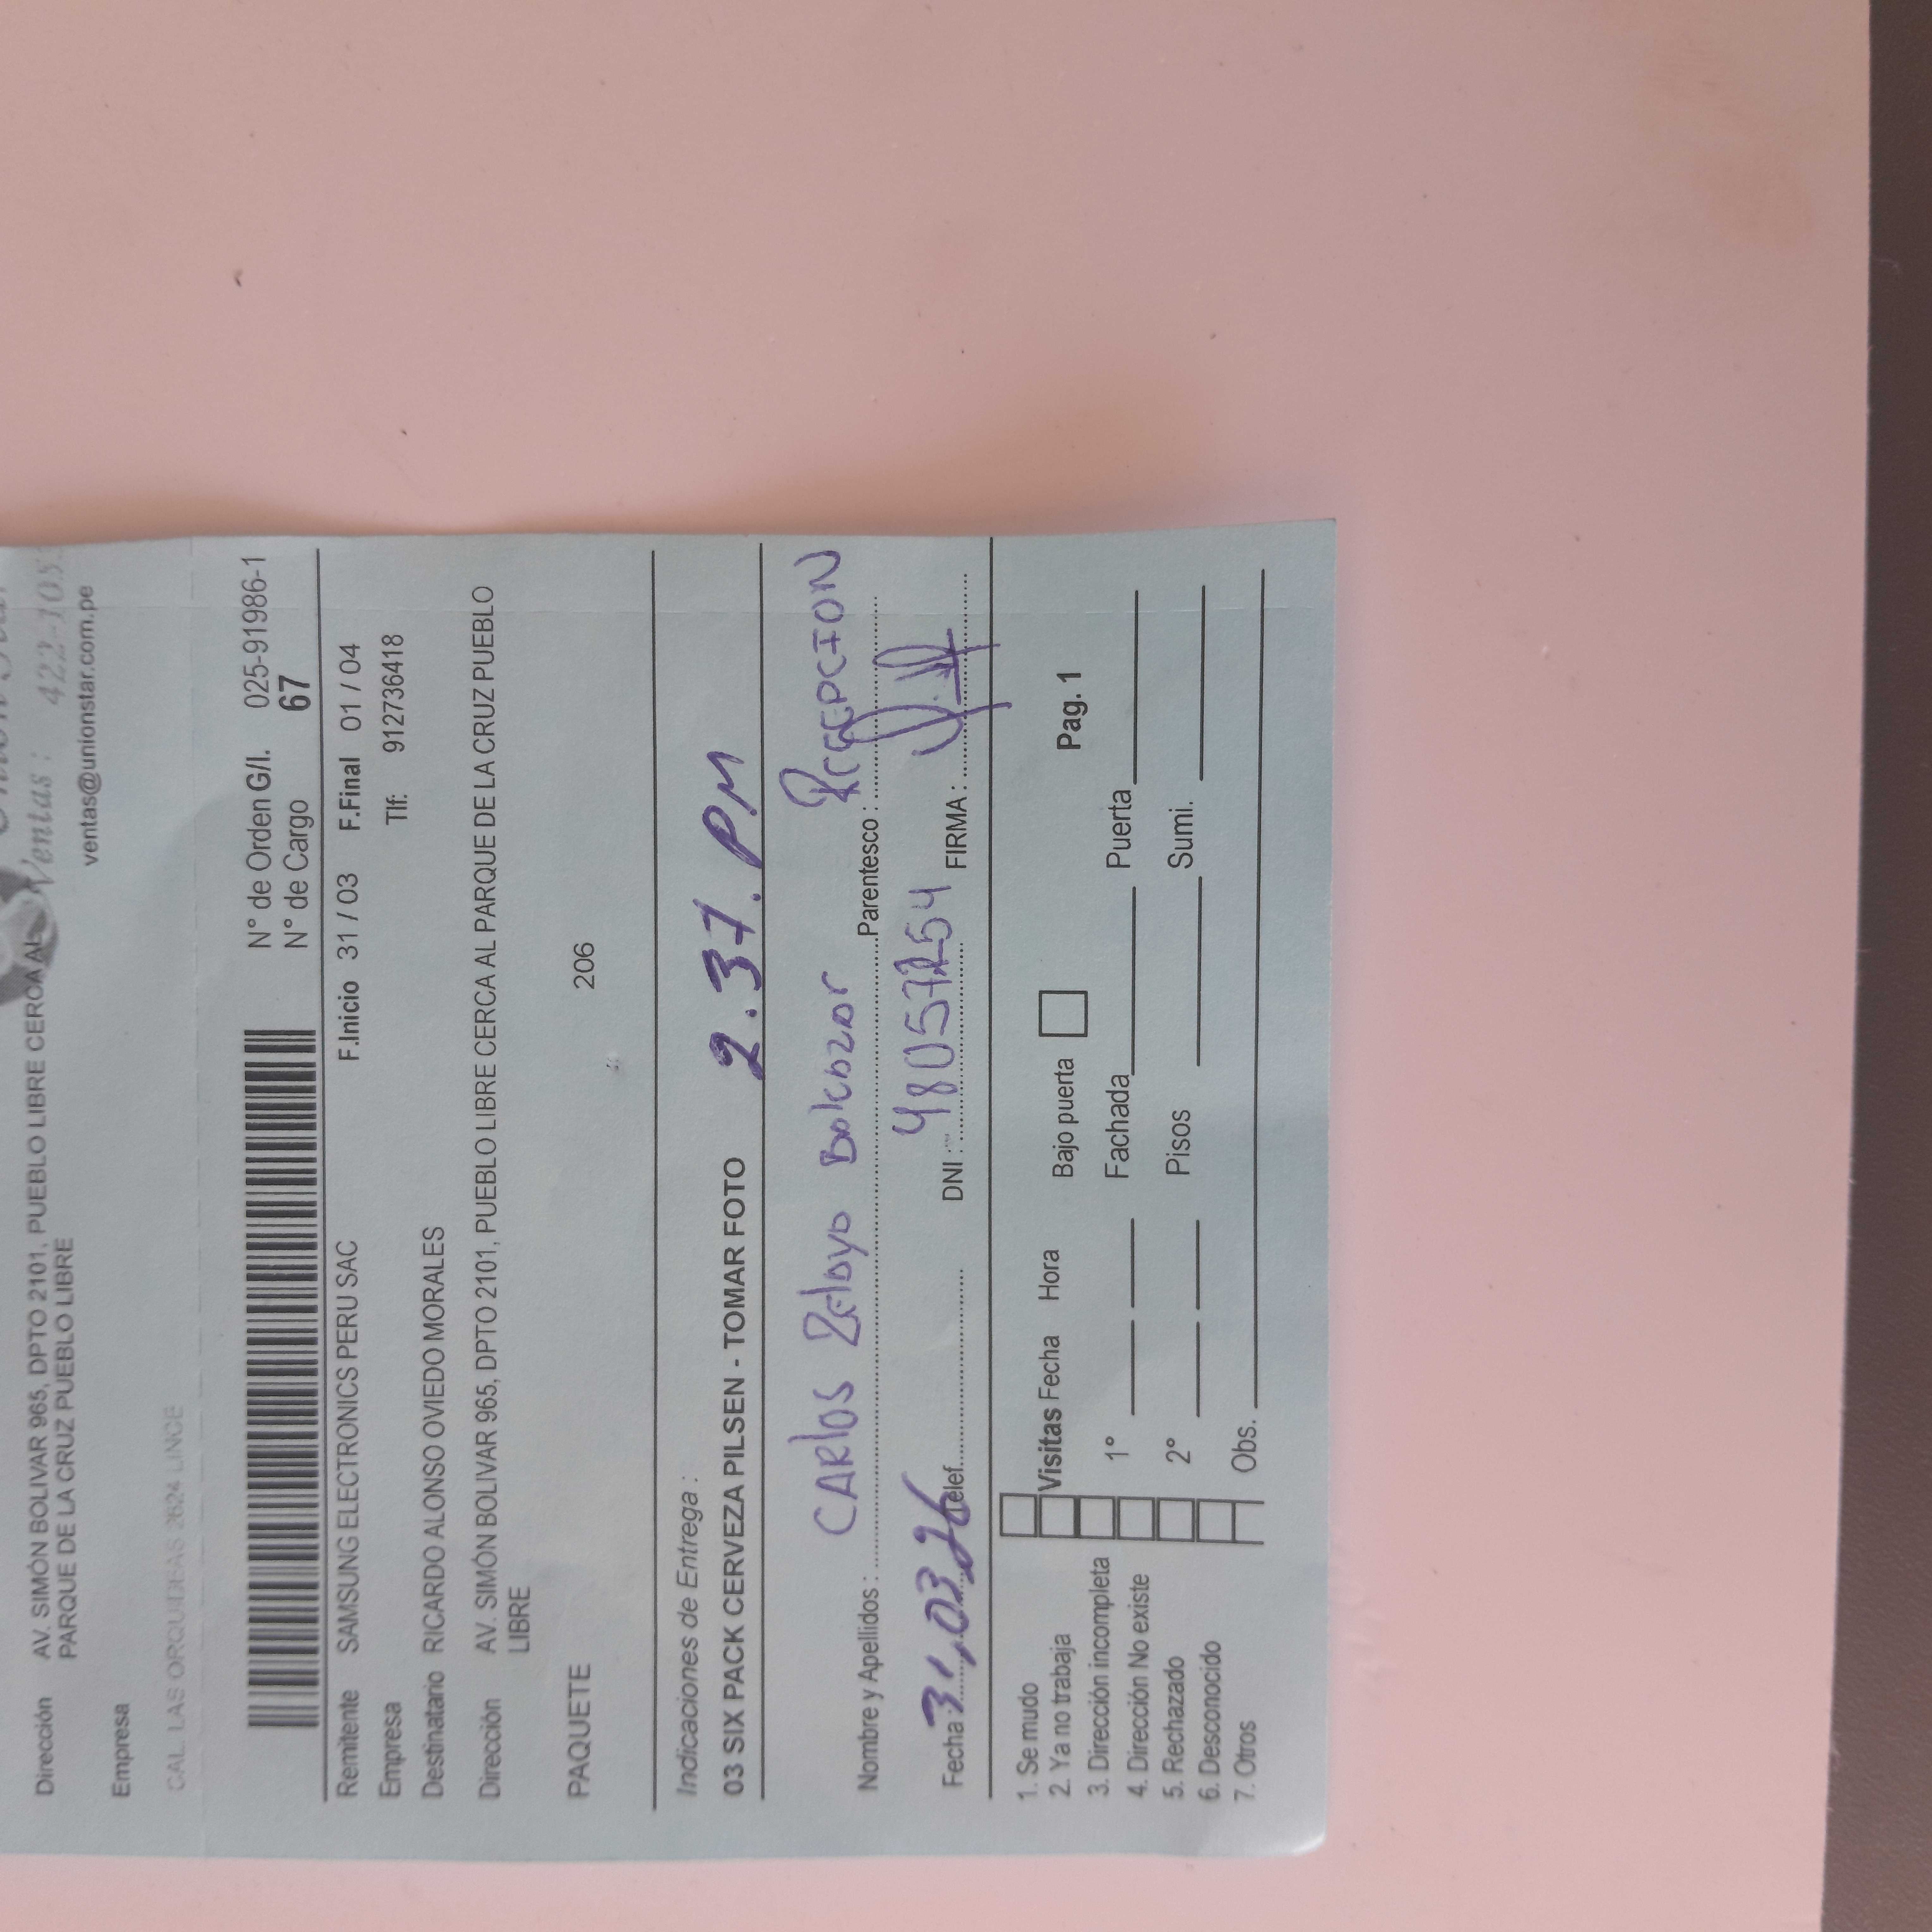 Ventas : 422-105
Dirección AV. SIMÓN BOLIVAR 965, DPTO 2101, PUEBLO LIBRE CERCA AL
PARQUE DE LA CRUZ PUEBLO LIBRE
ventas@unionstar.com.pe
Empresa
CAL. LAS ORQUIDEAS 2624 LINCE
N° de Orden G/I. 025-91986-1
N° de Cargo 67
Remitente SAMSUNG ELECTRONICS PERU SAC F.Inicio 31 / 03 F.Final 01 / 04
Empresa Tlf: 912736418
Destinatario RICARDO ALONSO OVIEDO MORALES
Dirección AV. SIMÓN BOLIVAR 965, DPTO 2101, PUEBLO LIBRE CERCA AL PARQUE DE LA CRUZ PUEBLO
LIBRE
PAQUETE 206
Indicaciones de Entrega :
03 SIX PACK CERVEZA PILSEN - TOMAR FOTO 2.37.PM
Nombre y Apellidos : CARlos Zelaya Balcazar Parentesco : RECEPCION
Fecha : 31,03,26 Telef. DNI : 48057254 FIRMA :
1. Se mudo
2. Ya no trabaja Visitas Fecha Hora Bajo puerta Pag. 1
3. Dirección incompleta
4. Dirección No existe 1° Fachada Puerta
5. Rechazado 2° Pisos Sumi.
6. Desconocido
7. Otros Obs.